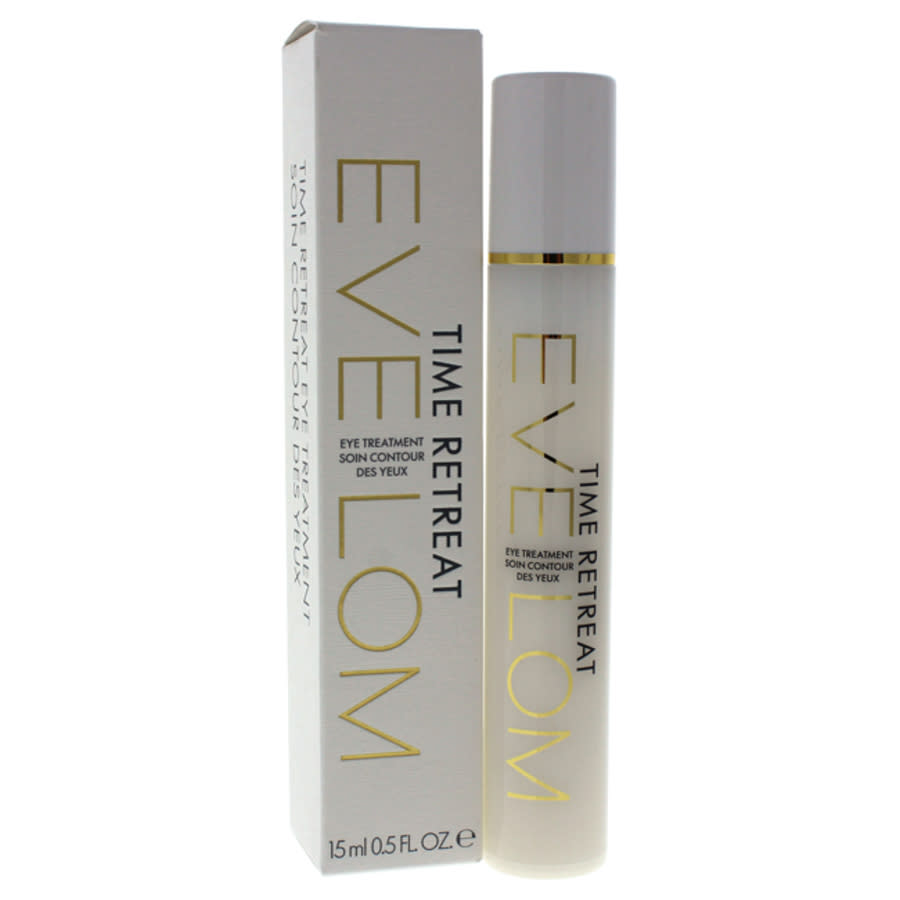 TIME RETREAT EYE TREATMENT
SOIN CONTOUR DES YEUX
EVE LOM
TIME RETREAT
EYE TREATMENT
SOIN CONTOUR
DES YEUX
15 ml 0.5 FL. OZ. ℮
EVE LOM
TIME RETREAT
EYE TREATMENT
SOIN CONTOUR
DES YEUX